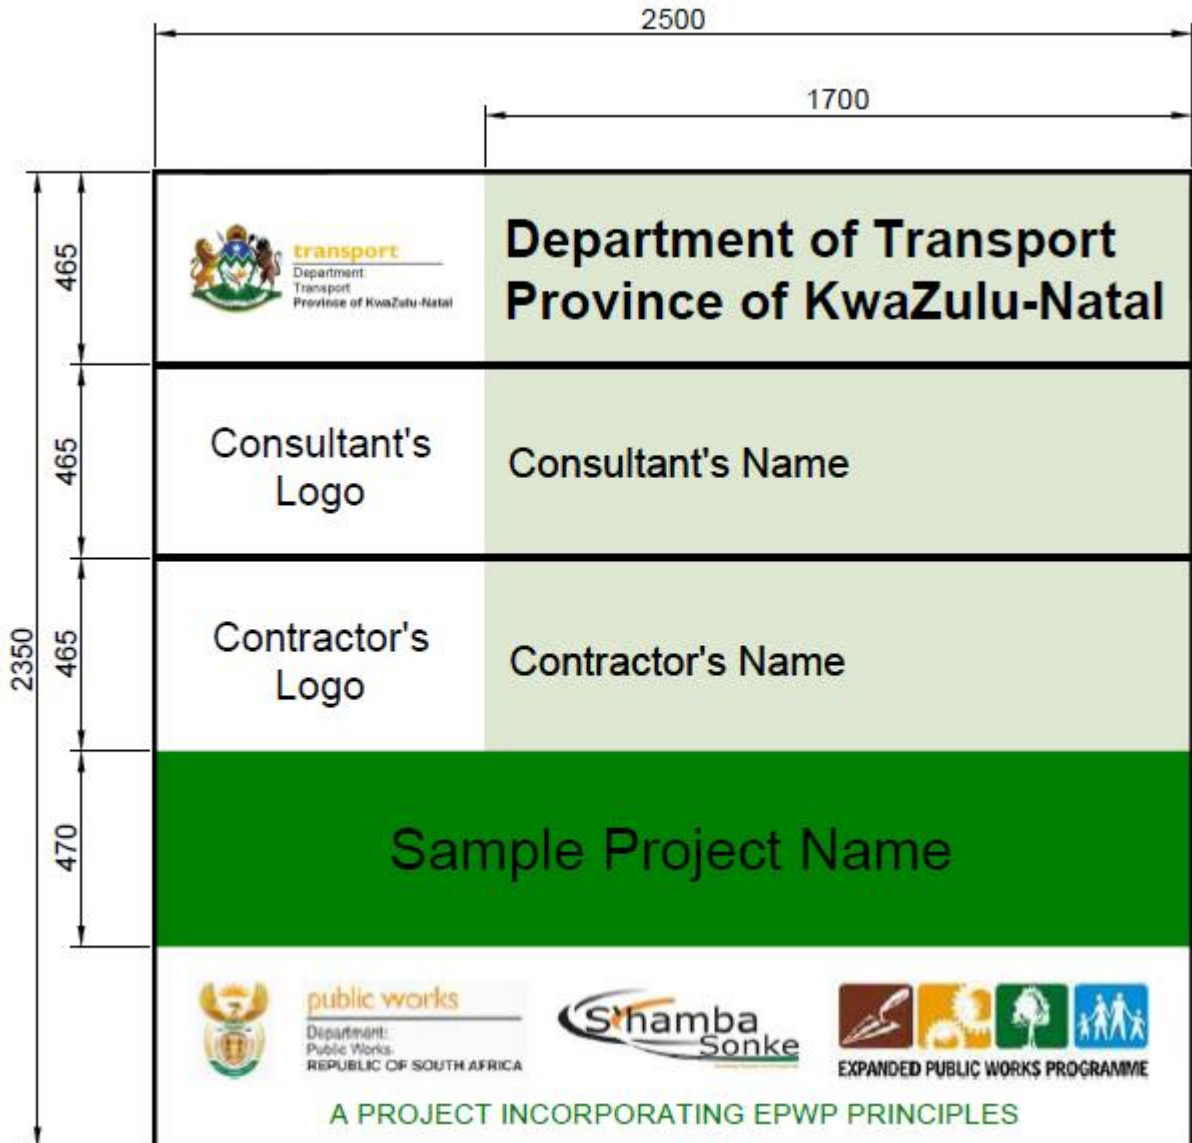 2500
1700
465
transport
Department:
Transport
Province of KwaZulu-Natal
Department of Transport
Province of KwaZulu-Natal
465
Consultant's
Logo
Consultant's Name
2350
465
Contractor's
Logo
Contractor's Name
470
Sample Project Name
public works
Department:
Public Works
REPUBLIC OF SOUTH AFRICA
S'hamba
Sonke
EXPANDED PUBLIC WORKS PROGRAMME
A PROJECT INCORPORATING EPWP PRINCIPLES